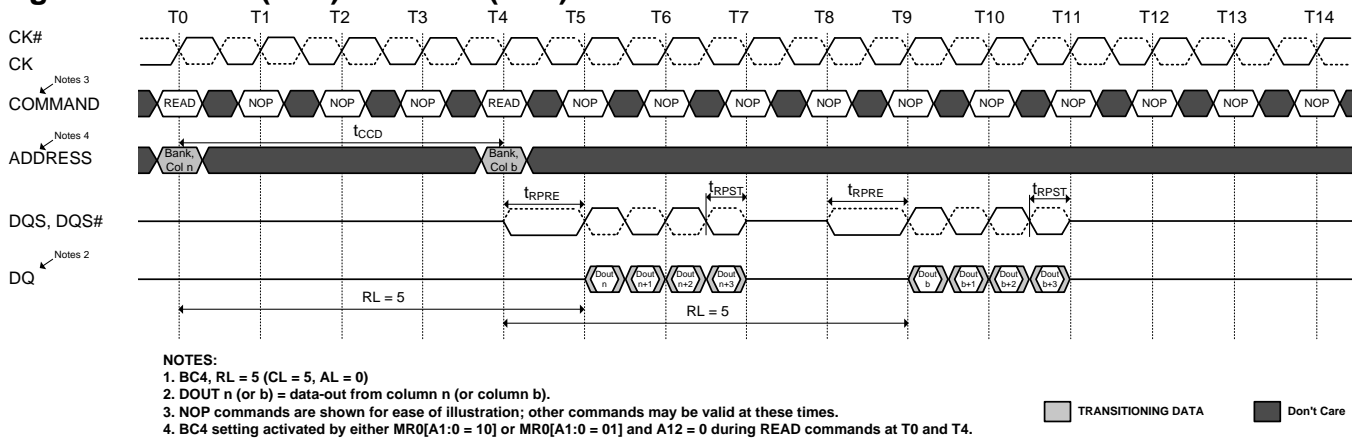 T0 T1 T2 T3 T4 T5 T6 T7 T8 T9 T10 T11 T12 T13 T14
CK#
CK
Notes 3
COMMAND READ NOP NOP NOP READ NOP NOP NOP NOP NOP NOP NOP NOP NOP NOP
tCCD
Notes 4
ADDRESS Bank, Col n Bank, Col b
tRPRE tRPST tRPRE tRPST
DQS, DQS#
Notes 2
DQ Dout n Dout n+1 Dout n+2 Dout n+3 Dout b Dout b+1 Dout b+2 Dout b+3
RL = 5
RL = 5
NOTES:
1. BC4, RL = 5 (CL = 5, AL = 0)
2. DOUT n (or b) = data-out from column n (or column b).
3. NOP commands are shown for ease of illustration; other commands may be valid at these times.
4. BC4 setting activated by either MR0[A1:0 = 10] or MR0[A1:0 = 01] and A12 = 0 during READ commands at T0 and T4.
TRANSITIONING DATA Don't Care